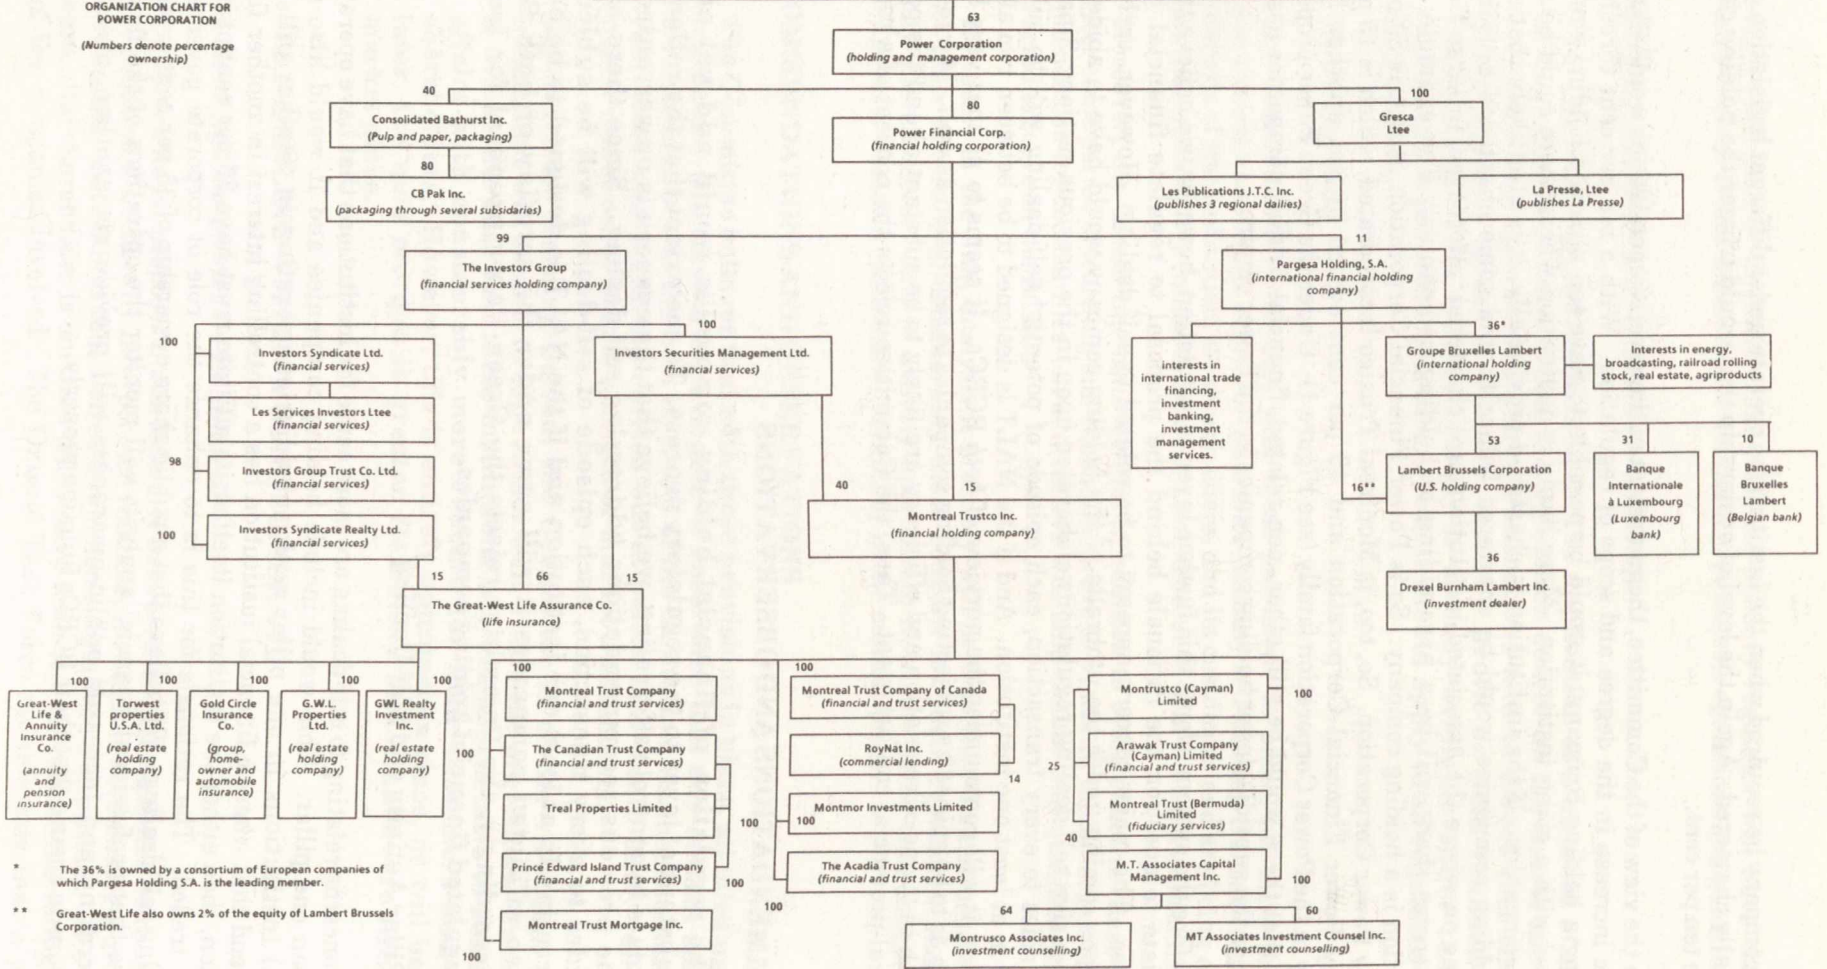 ORGANIZATION CHART FOR
POWER CORPORATION
(Numbers denote percentage
ownership)
63
Power Corporation
(holding and management corporation)
40
80
100
Consolidated Bathurst Inc.
(Pulp and paper, packaging)
Power Financial Corp.
(financial holding corporation)
Gresca
Ltee
80
CB Pak Inc.
(packaging through several subsidaries)
Les Publications J.T.C. Inc.
(publishes 3 regional dailies)
La Presse, Ltee
(publishes La Presse)
99
11
The Investors Group
(financial services holding company)
Pargesa Holding, S.A.
(international financial holding
company)
100
100
36*
Investors Syndicate Ltd.
(financial services)
Investors Securities Management Ltd.
(financial services)
interests in
international trade
financing,
investment
banking,
investment
management
services.
Groupe Bruxelles Lambert
(international holding
company)
Interests in energy,
broadcasting, railroad rolling
stock, real estate, agriproducts
Les Services Investors Ltee
(financial services)
98
Investors Group Trust Co. Ltd.
(financial services)
100
Investors Syndicate Realty Ltd.
(financial services)
40
15
Montreal Trustco Inc.
(financial holding company)
53
31
10
16**
Lambert Brussels Corporation
(U.S. holding company)
Banque
Internationale
à Luxembourg
(Luxembourg
bank)
Banque
Bruxelles
Lambert
(Belgian bank)
36
Drexel Burnham Lambert Inc.
(investment dealer)
15
66
15
The Great-West Life Assurance Co.
(life insurance)
100
100
100
100
100
Great-West
Life &
Annuity
Insurance
Co.
(annuity
and
pension
insurance)
Torwest
properties
U.S.A. Ltd.
(real estate
holding
company)
Gold Circle
Insurance
Co.
(group,
home-
owner and
automobile
insurance)
G.W.L.
Properties
Ltd.
(real estate
holding
company)
GWL Realty
Investment
Inc.
(real estate
holding
company)
100
Montreal Trust Company
(financial and trust services)
100
The Canadian Trust Company
(financial and trust services)
Treal Properties Limited
100
Prince Edward Island Trust Company
(financial and trust services)
100
Montreal Trust Mortgage Inc.
100
100
Montreal Trust Company of Canada
(financial and trust services)
RoyNat Inc.
(commercial lending)
14
Montmor Investments Limited
100
The Acadia Trust Company
(financial and trust services)
100
Montrustco (Cayman)
Limited
100
25
Arawak Trust Company
(Cayman) Limited
(financial and trust services)
Montreal Trust (Bermuda)
Limited
(fiduciary services)
40
M.T. Associates Capital
Management Inc.
100
64
60
Montrusco Associates Inc.
(investment counselling)
MT Associates Investment Counsel Inc.
(investment counselling)
* The 36% is owned by a consortium of European companies of
which Pargesa Holding S.A. is the leading member.
** Great-West Life also owns 2% of the equity of Lambert Brussels
Corporation.